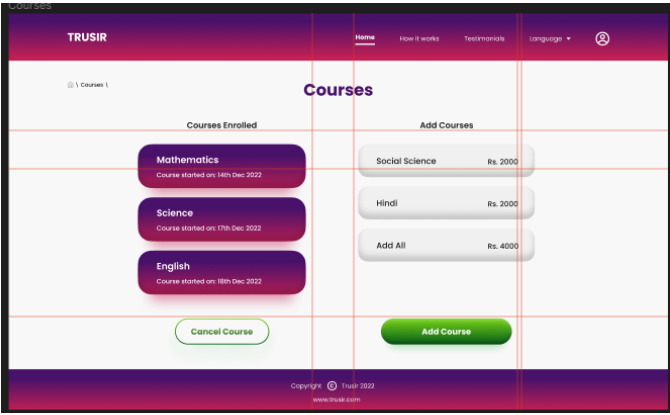 Courses
TRUSIR Home How it works Testimonials Language
\ Courses \
Courses
Courses Enrolled
Mathematics
Course started on: 14th Dec 2022
Science
Course started on: 17th Dec 2022
English
Course started on: 18th Dec 2022
Cancel Course
Add Courses
Social Science Rs. 2000
Hindi Rs. 2000
Add All Rs. 4000
Add Course
Copyright © Trusir 2022
www.trusir.com